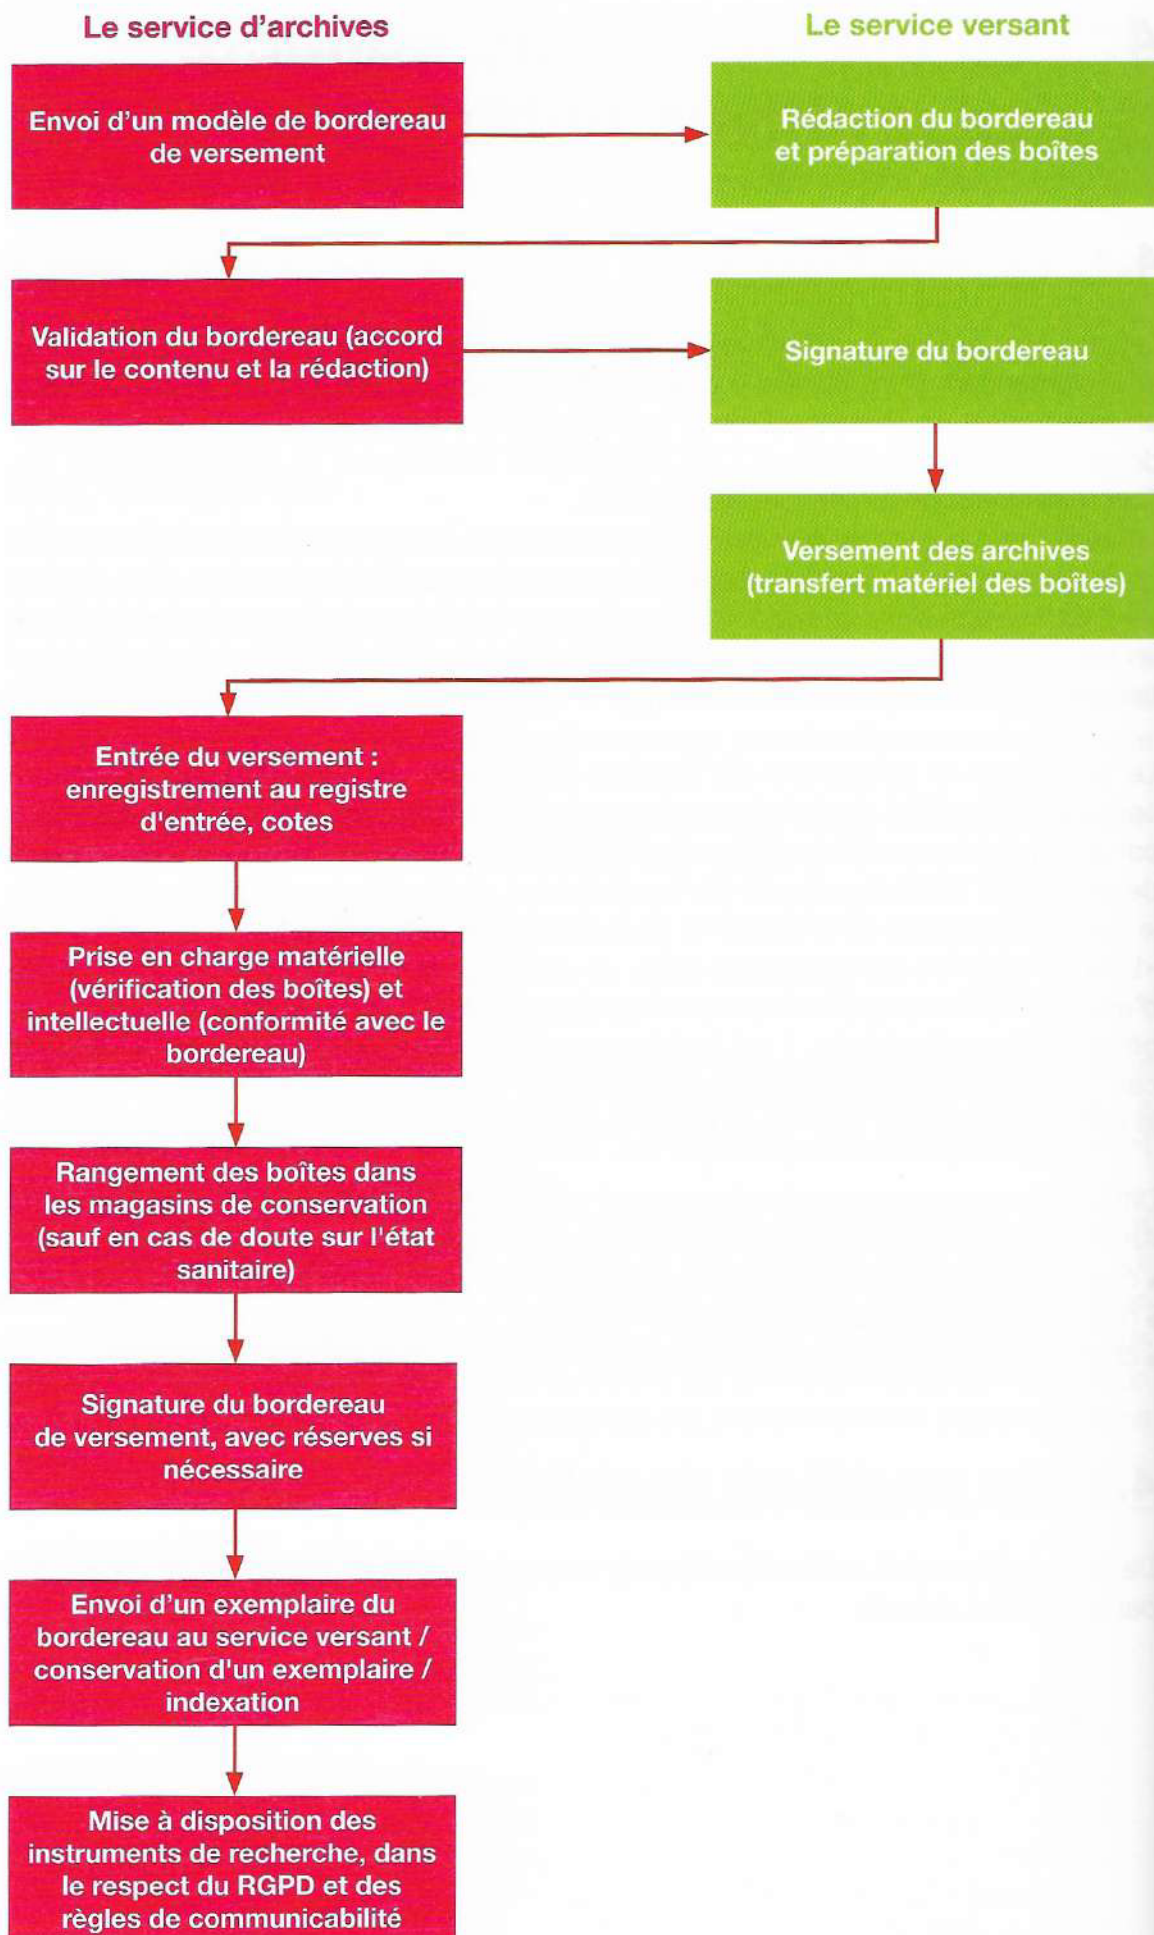 Le service d'archives
Le service versant
Envoi d'un modèle de bordereau
de versement
Rédaction du bordereau
et préparation des boîtes
Validation du bordereau (accord
sur le contenu et la rédaction)
Signature du bordereau
Versement des archives
(transfert matériel des boîtes)
Entrée du versement :
enregistrement au registre
d'entrée, cotes
Prise en charge matérielle
(vérification des boîtes) et
intellectuelle (conformité avec le
bordereau)
Rangement des boîtes dans
les magasins de conservation
(sauf en cas de doute sur l'état
sanitaire)
Signature du bordereau
de versement, avec réserves si
nécessaire
Envoi d'un exemplaire du
bordereau au service versant /
conservation d'un exemplaire /
indexation
Mise à disposition des
instruments de recherche, dans
le respect du RGPD et des
règles de communicabilité